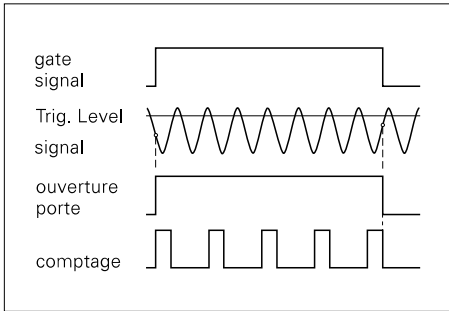 gate
signal
Trig. Level
signal
ouverture
porte
comptage